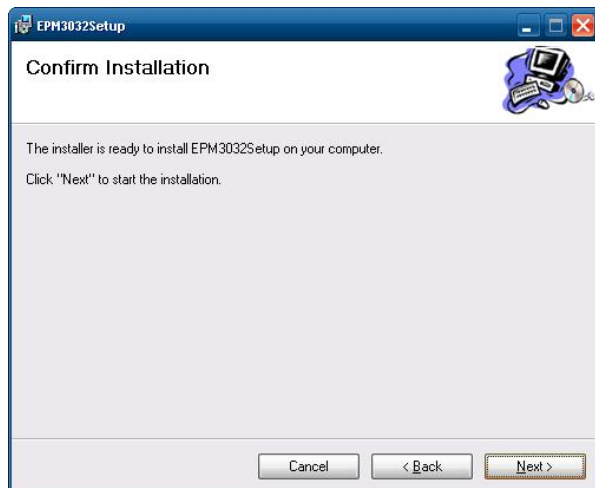 EPM3032Setup
Confirm Installation
The installer is ready to install EPM3032Setup on your computer.
Click "Next" to start the installation.
Cancel
< Back
Next >